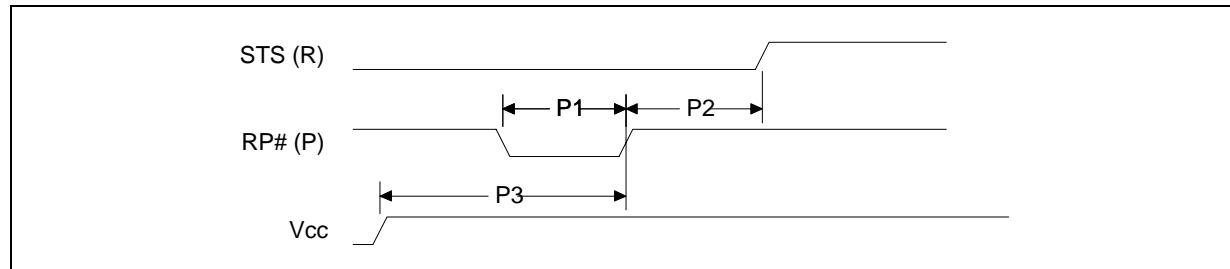 STS (R)
P1 P2
RP# (P)
P3
Vcc